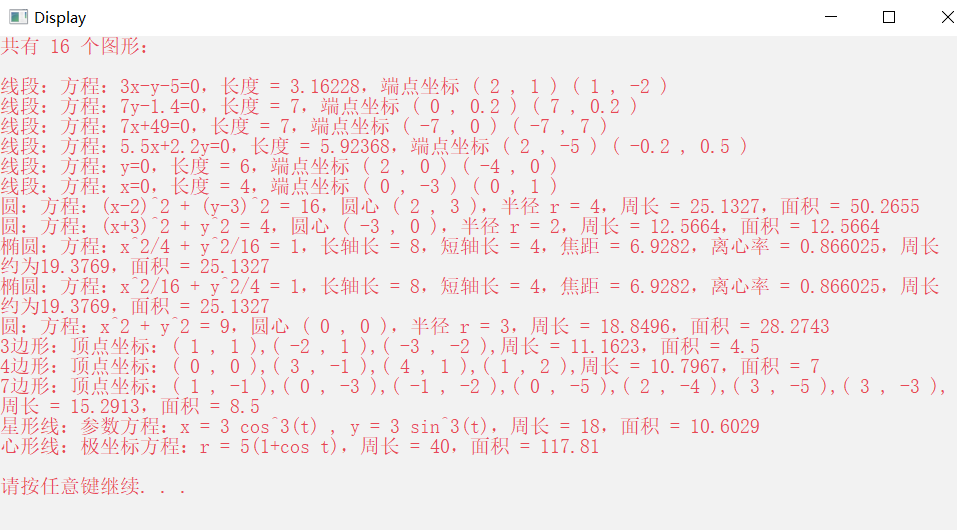 Display
共有 16 个图形：
线段：方程：3x-y-5=0，长度 = 3.16228，端点坐标 ( 2 , 1 ) ( 1 , -2 )
线段：方程：7y-1.4=0，长度 = 7，端点坐标 ( 0 , 0.2 ) ( 7 , 0.2 )
线段：方程：7x+49=0，长度 = 7，端点坐标 ( -7 , 0 ) ( -7 , 7 )
线段：方程：5.5x+2.2y=0，长度 = 5.92368，端点坐标 ( 2 , -5 ) ( -0.2 , 0.5 )
线段：方程：y=0，长度 = 6，端点坐标 ( 2 , 0 ) ( -4 , 0 )
线段：方程：x=0，长度 = 4，端点坐标 ( 0 , -3 ) ( 0 , 1 )
圆：方程：(x-2)^2 + (y-3)^2 = 16，圆心 ( 2 , 3 )，半径 r = 4，周长 = 25.1327，面积 = 50.2655
圆：方程：(x+3)^2 + y^2 = 4，圆心 ( -3 , 0 )，半径 r = 2，周长 = 12.5664，面积 = 12.5664
椭圆：方程：x^2/4 + y^2/16 = 1，长轴长 = 8，短轴长 = 4，焦距 = 6.9282，离心率 = 0.866025，周长
约为19.3769，面积 = 25.1327
椭圆：方程：x^2/16 + y^2/4 = 1，长轴长 = 8，短轴长 = 4，焦距 = 6.9282，离心率 = 0.866025，周长
约为19.3769，面积 = 25.1327
圆：方程：x^2 + y^2 = 9，圆心 ( 0 , 0 )，半径 r = 3，周长 = 18.8496，面积 = 28.2743
3边形：顶点坐标：( 1 , 1 ),( -2 , 1 ),( -3 , -2 ),周长 = 11.1623，面积 = 4.5
4边形：顶点坐标：( 0 , 0 ),( 3 , -1 ),( 4 , 1 ),( 1 , 2 ),周长 = 10.7967，面积 = 7
7边形：顶点坐标：( 1 , -1 ),( 0 , -3 ),( -1 , -2 ),( 0 , -5 ),( 2 , -4 ),( 3 , -5 ),( 3 , -3 ),
周长 = 15.2913，面积 = 8.5
星形线：参数方程：x = 3 cos^3(t) , y = 3 sin^3(t)，周长 = 18，面积 = 10.6029
心形线：极坐标方程：r = 5(1+cos t)，周长 = 40，面积 = 117.81
请按任意键继续. . .